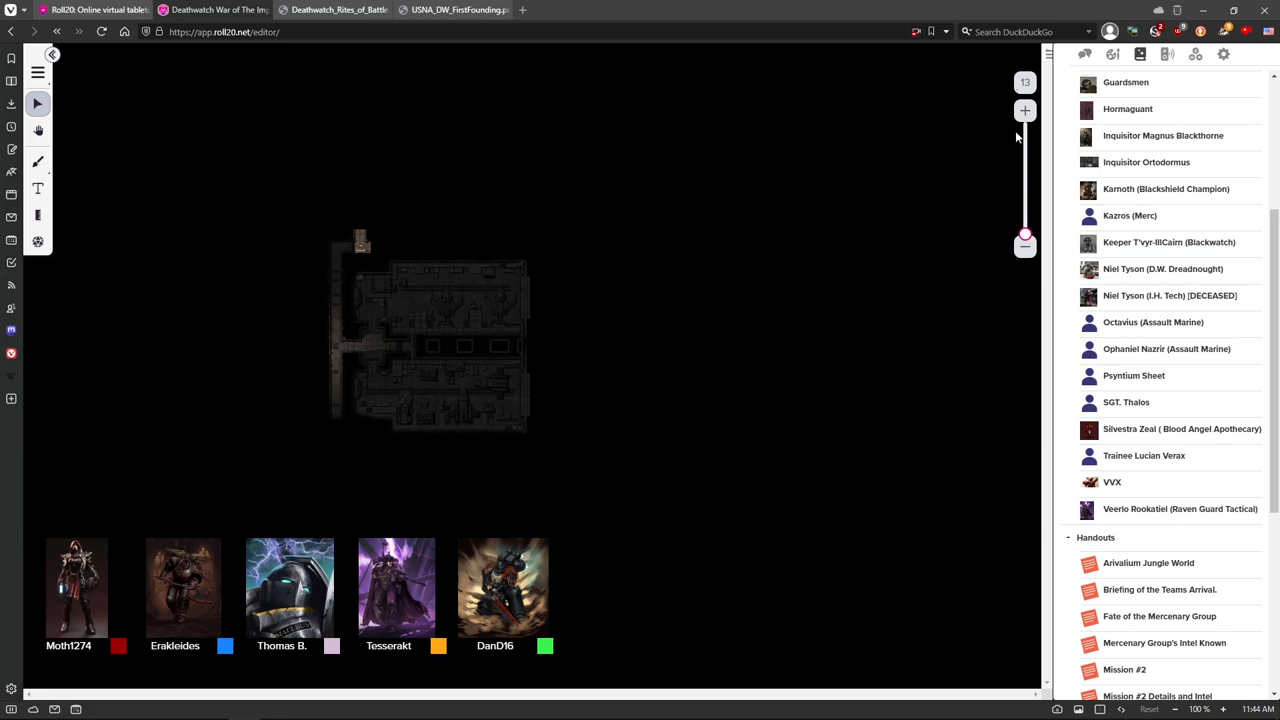 Roll20: Online virtual tablet
Deathwatch War of The Imp
Deathwatch_Rites_of_Battle
USNA_DW_FirstFounding.p
https://app.roll20.net/editor/
2
9
9
Search DuckDuckGo
13
Guardsmen
Hormaguant
Inquisitor Magnus Blackthorne
Inquisitor Ortodormus
Karnoth (Blackshield Champion)
Kazros (Merc)
Keeper T'vyr-IllCairn (Blackwatch)
Niel Tyson (D.W. Dreadnought)
Niel Tyson (I.H. Tech) [DECEASED]
Octavius (Assault Marine)
Ophaniel Nazrir (Assault Marine)
Psyntium Sheet
SGT. Thalos
Silvestra Zeal ( Blood Angel Apothecary)
Trainee Lucian Verax
VVX
Veerlo Rookatiel (Raven Guard Tactical)
- Handouts
Arivalium Jungle World
Briefing of the Teams Arrival.
Fate of the Mercenary Group
Mercenary Group's Intel Known
Mission #2
Mission #2 Details and Intel
Moth1274
Erakleides
Thomas B.
Tesserakt
DanD16
Reset
100 %
11:44 AM